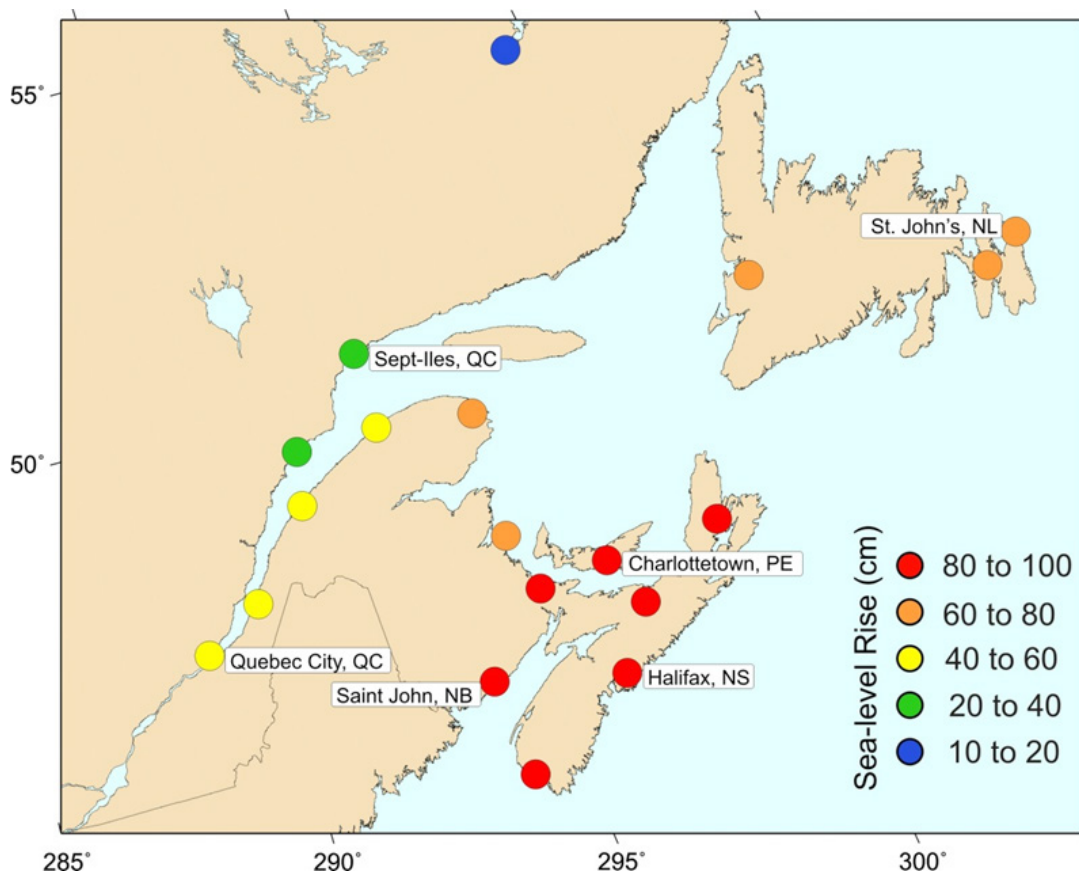 55°
St. John's, NL
Sept-Iles, QC
50°
Charlottetown, PE
Quebec City, QC
Saint John, NB
Halifax, NS
Sea-level Rise (cm)
80 to 100
60 to 80
40 to 60
20 to 40
10 to 20
285°
290°
295°
300°